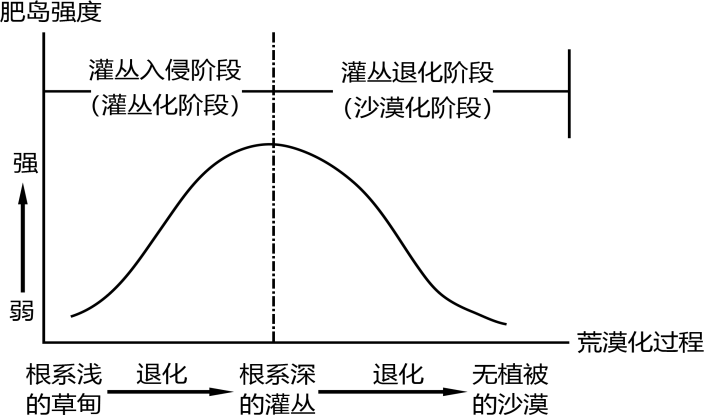 肥岛强度
灌丛入侵阶段
(灌丛化阶段)
灌丛退化阶段
(沙漠化阶段)
强
弱
荒漠化过程
根系浅
的草甸
退化
根系深
的灌丛
退化
无植被
的沙漠